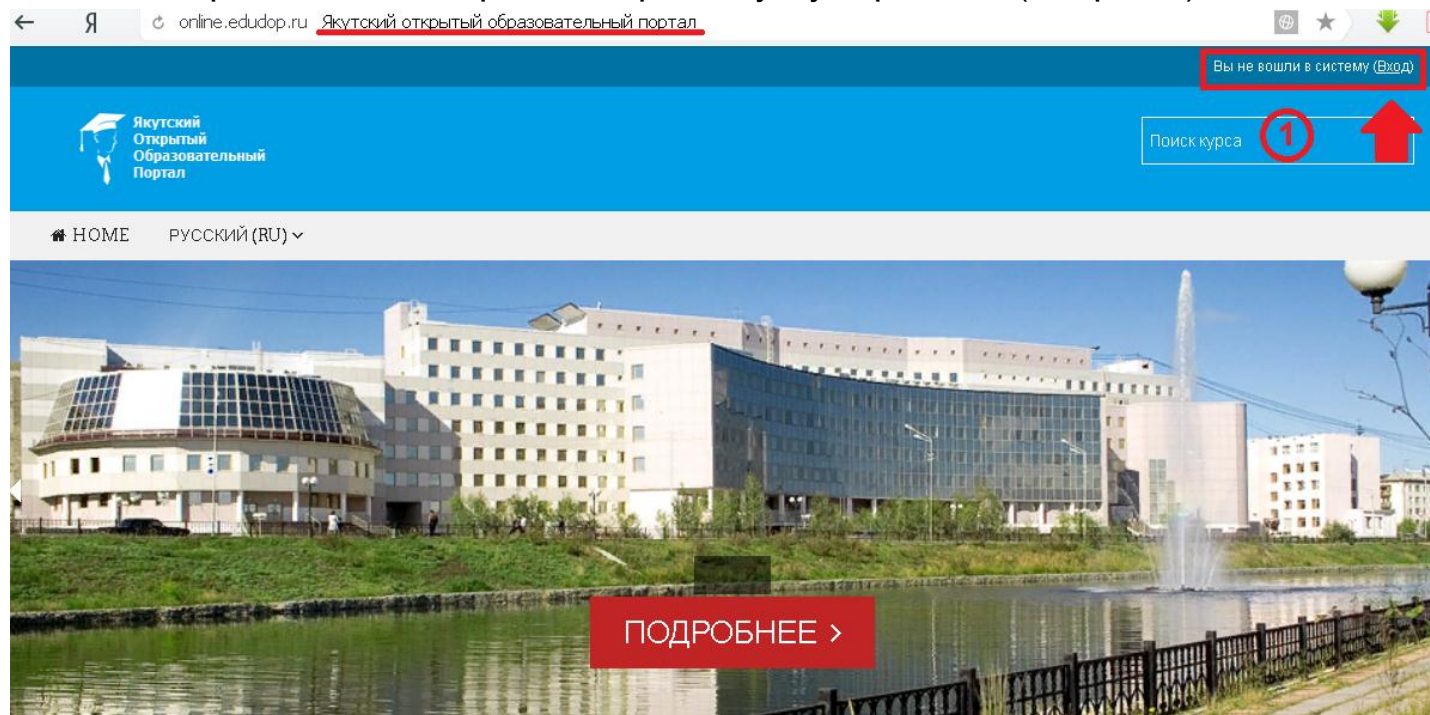 Я online.edudop.ru Якутский открытый образовательный портал
Вы не вошли в систему (Вход)
Якутский
Открытый
Образовательный
Портал
Поиск курса 1
HOME РУССКИЙ (RU)
ПОДРОБНЕЕ >